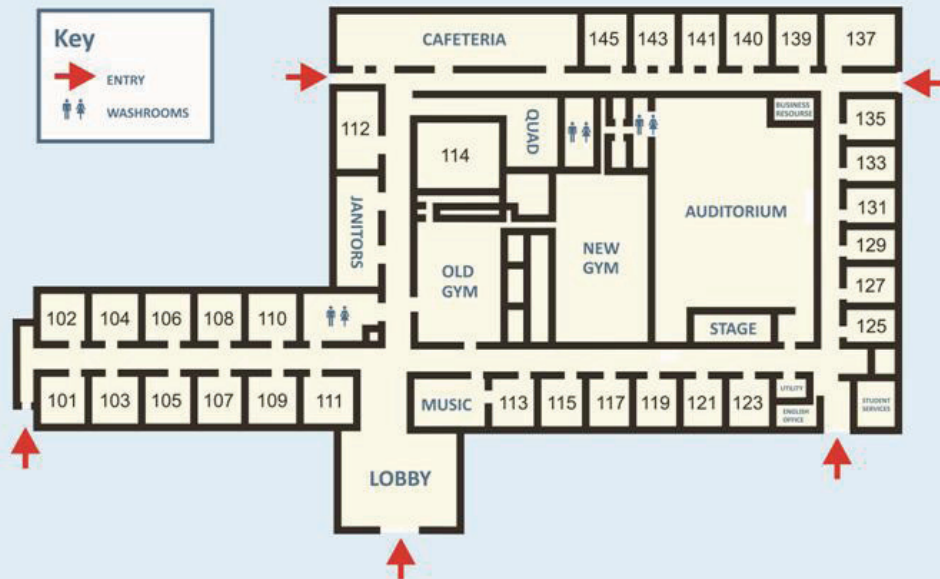 Key
ENTRY
WASHROOMS
CAFETERIA
145
143
141
140
139
137
112
114
QUAD
BUSINESS
RESOURSE
135
133
131
129
127
125
JANITORS
AUDITORIUM
OLD
GYM
NEW
GYM
STAGE
102
104
106
108
110
101
103
105
107
109
111
MUSIC
113
115
117
119
121
123
UTILITY
ENGLISH
OFFICE
STUDENT
SERVICES
LOBBY